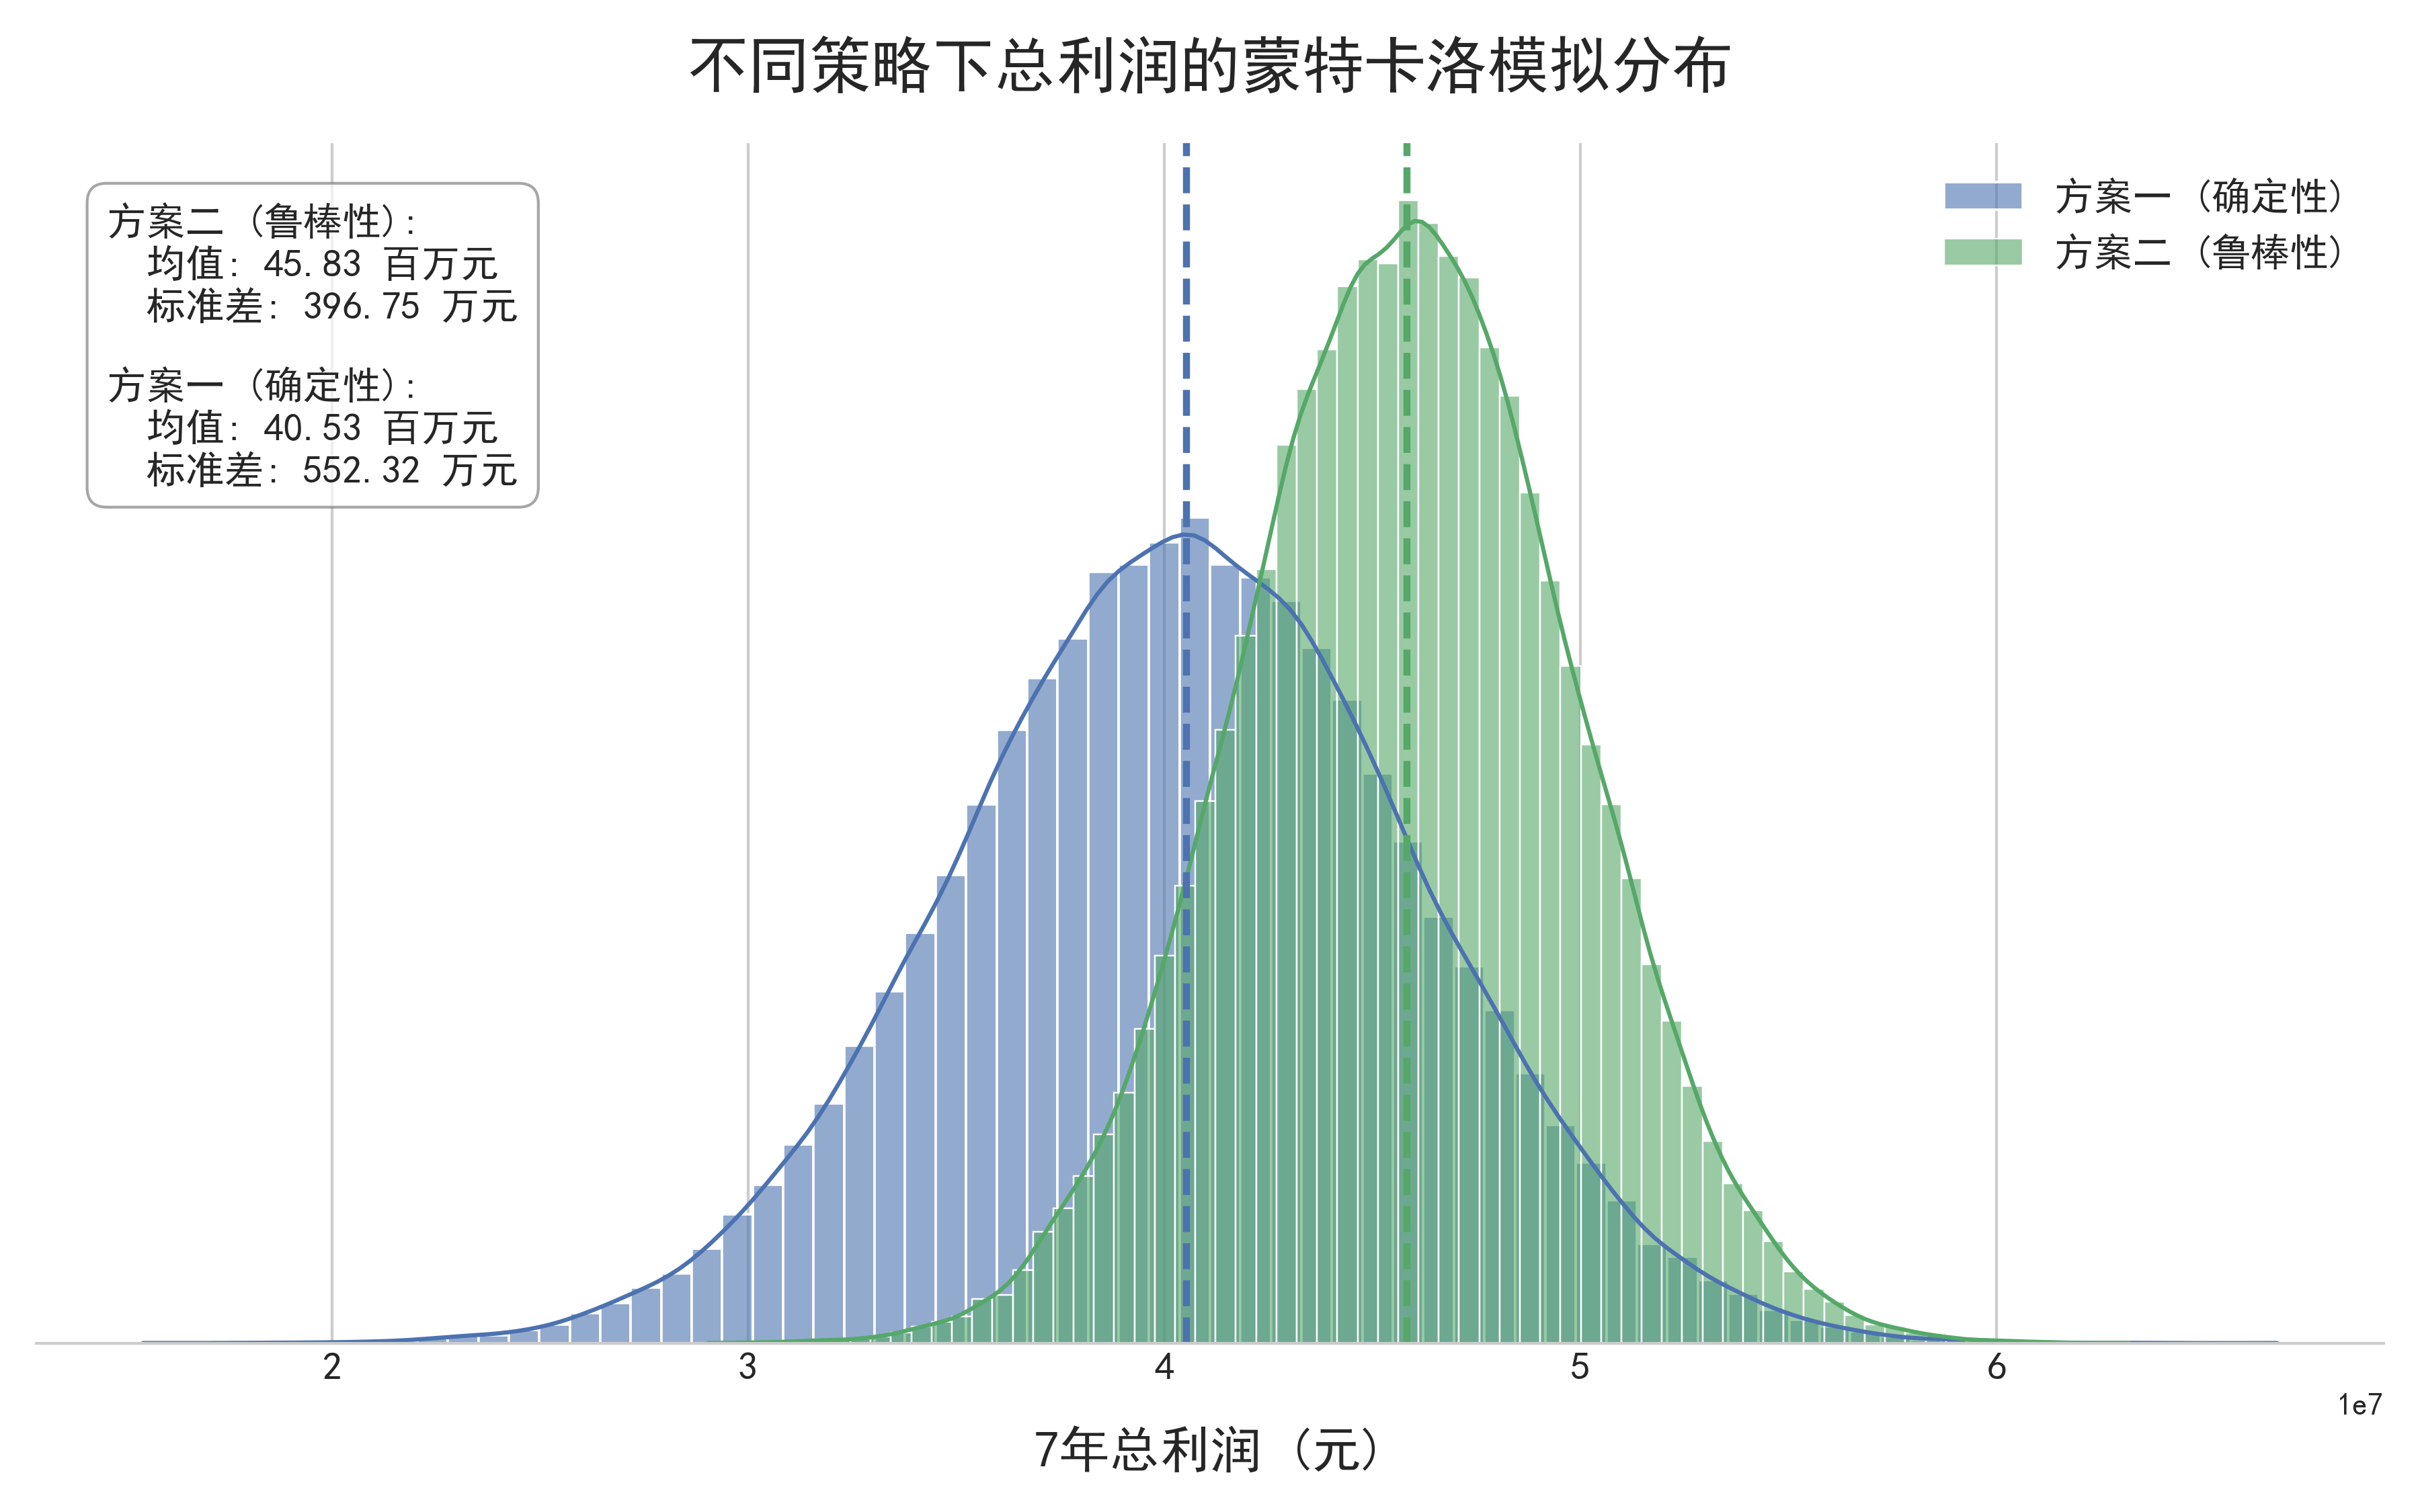 不同策略下总利润的蒙特卡洛模拟分布
方案二 (鲁棒性):
均值: 45.83 百万元
标准差: 396.75 万元
方案一 (确定性):
均值: 40.53 百万元
标准差: 552.32 万元
方案一 (确定性)
方案二 (鲁棒性)
2 3 4 5 6
1e7
7年总利润 (元)